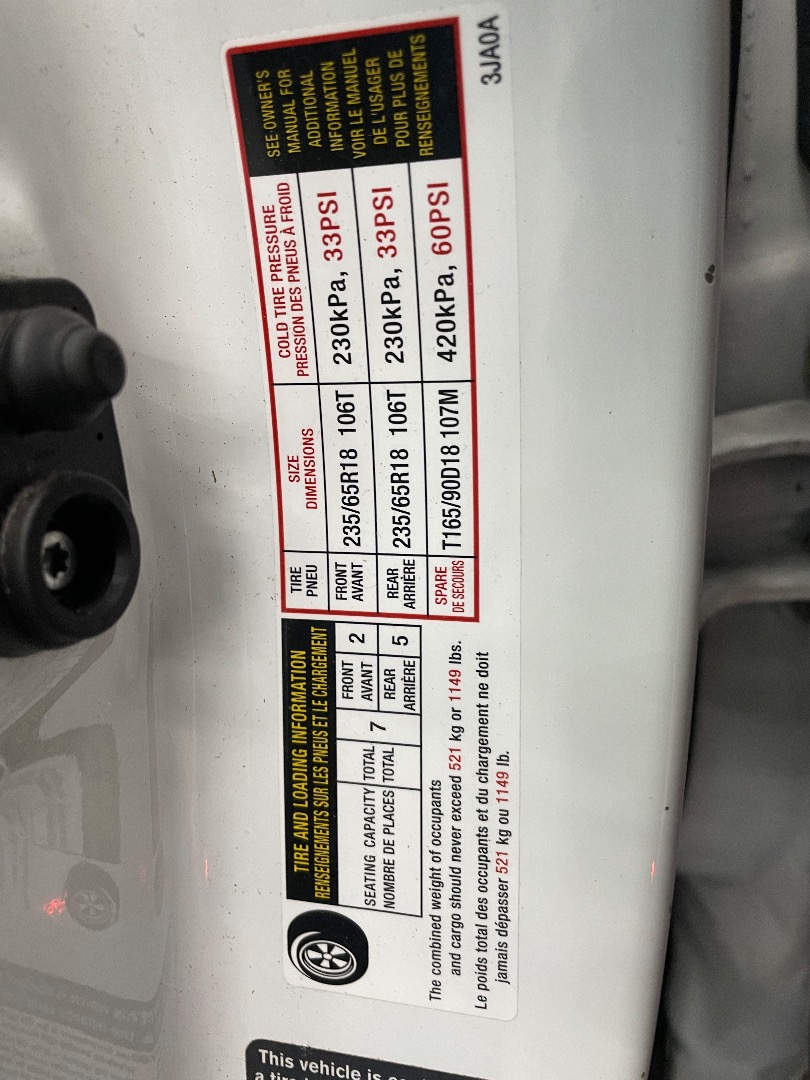 TIRE AND LOADING INFORMATION
RENSEIGNEMENTS SUR LES PNEUS ET LE CHARGEMENT
SEATING CAPACITY TOTAL 7 FRONT 2
NOMBRE DE PLACES TOTAL AVANT
REAR 5
ARRIÈRE
The combined weight of occupants
and cargo should never exceed 521 kg or 1149 lbs.
Le poids total des occupants et du chargement ne doit
jamais dépasser 521 kg ou 1149 lb.
TIRE SIZE COLD TIRE PRESSURE
PNEU DIMENSIONS PRESSION DES PNEUS À FROID
FRONT 235/65R18 106T 230kPa, 33PSI
AVANT
REAR 235/65R18 106T 230kPa, 33PSI
ARRIÈRE
SPARE T165/90D18 107M 420kPa, 60PSI
DE SECOURS
SEE OWNER'S
MANUAL FOR
ADDITIONAL
INFORMATION
VOIR LE MANUEL
DE L'USAGER
POUR PLUS DE
RENSEIGNEMENTS
3JA0A
This vehicle is